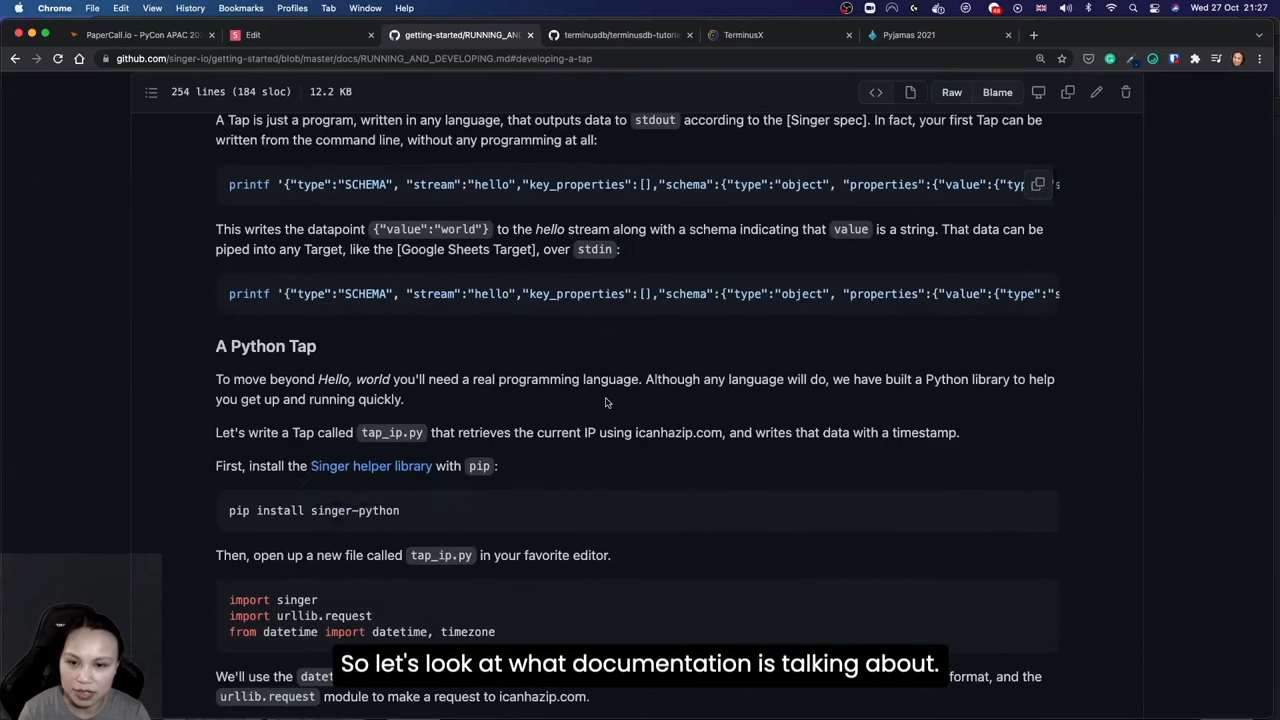 Chrome File Edit View History Bookmarks Profiles Tab Window Help Wed 27 Oct 21:27
PaperCall.io – PyCon APAC 202 Edit getting-started/RUNNING_AND terminusdb/terminusdb-tutoria TerminusX Pyjamas 2021
github.com/singer-io/getting-started/blob/master/docs/RUNNING_AND_DEVELOPING.md#developing-a-tap
254 lines (184 sloc) 12.2 KB Raw Blame
A Tap is just a program, written in any language, that outputs data to stdout according to the [Singer spec]. In fact, your first Tap can be
written from the command line, without any programming at all:
printf '{"type":"SCHEMA", "stream":"hello","key_properties":[],"schema":{"type":"object", "properties":{"value":{"typ
This writes the datapoint {"value":"world"} to the hello stream along with a schema indicating that value is a string. That data can be
piped into any Target, like the [Google Sheets Target], over stdin:
printf '{"type":"SCHEMA", "stream":"hello","key_properties":[],"schema":{"type":"object", "properties":{"value":{"type":"s
A Python Tap
To move beyond Hello, world you'll need a real programming language. Although any language will do, we have built a Python library to help
you get up and running quickly.
Let's write a Tap called tap_ip.py that retrieves the current IP using icanhazip.com, and writes that data with a timestamp.
First, install the Singer helper library with pip:
pip install singer-python
Then, open up a new file called tap_ip.py in your favorite editor.
import singer
import urllib.request
from datetime import datetime, timezone
So let's look at what documentation is talking about.
We'll use the datet format, and the
urllib.request module to make a request to icanhazip.com.